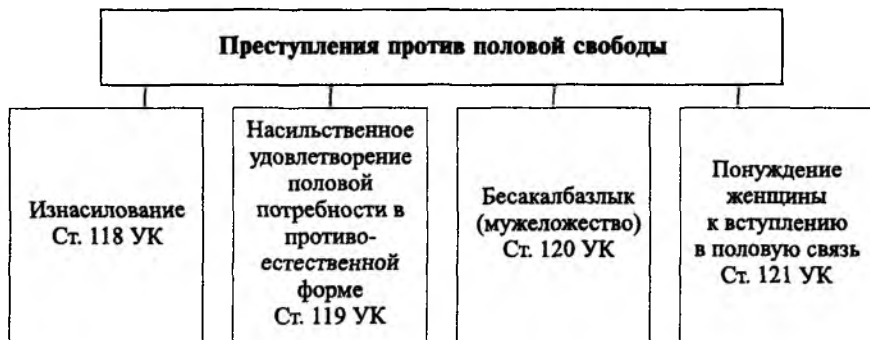 Преступления против половой свободы
Изнасилование
Ст. 118 УК
Насильственное
удовлетворение
половой
потребности в
противо-
естественной
форме
Ст. 119 УК
Бесакалбазлык
(мужеложество)
Ст. 120 УК
Понуждение
женщины
к вступлению
в половую связь
Ст. 121 УК